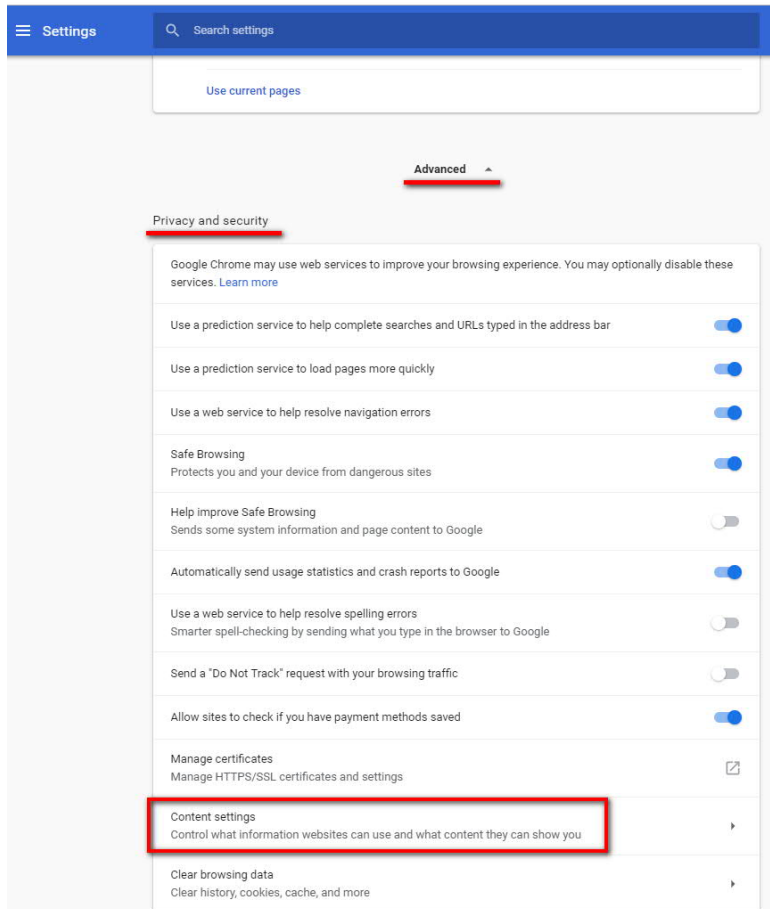 Settings
Search settings
Use current pages
Advanced
Privacy and security
Google Chrome may use web services to improve your browsing experience. You may optionally disable these
services. Learn more
Use a prediction service to help complete searches and URLs typed in the address bar
Use a prediction service to load pages more quickly
Use a web service to help resolve navigation errors
Safe Browsing
Protects you and your device from dangerous sites
Help improve Safe Browsing
Sends some system information and page content to Google
Automatically send usage statistics and crash reports to Google
Use a web service to help resolve spelling errors
Smarter spell-checking by sending what you type in the browser to Google
Send a "Do Not Track" request with your browsing traffic
Allow sites to check if you have payment methods saved
Manage certificates
Manage HTTPS/SSL certificates and settings
Content settings
Control what information websites can use and what content they can show you
Clear browsing data
Clear history, cookies, cache, and more